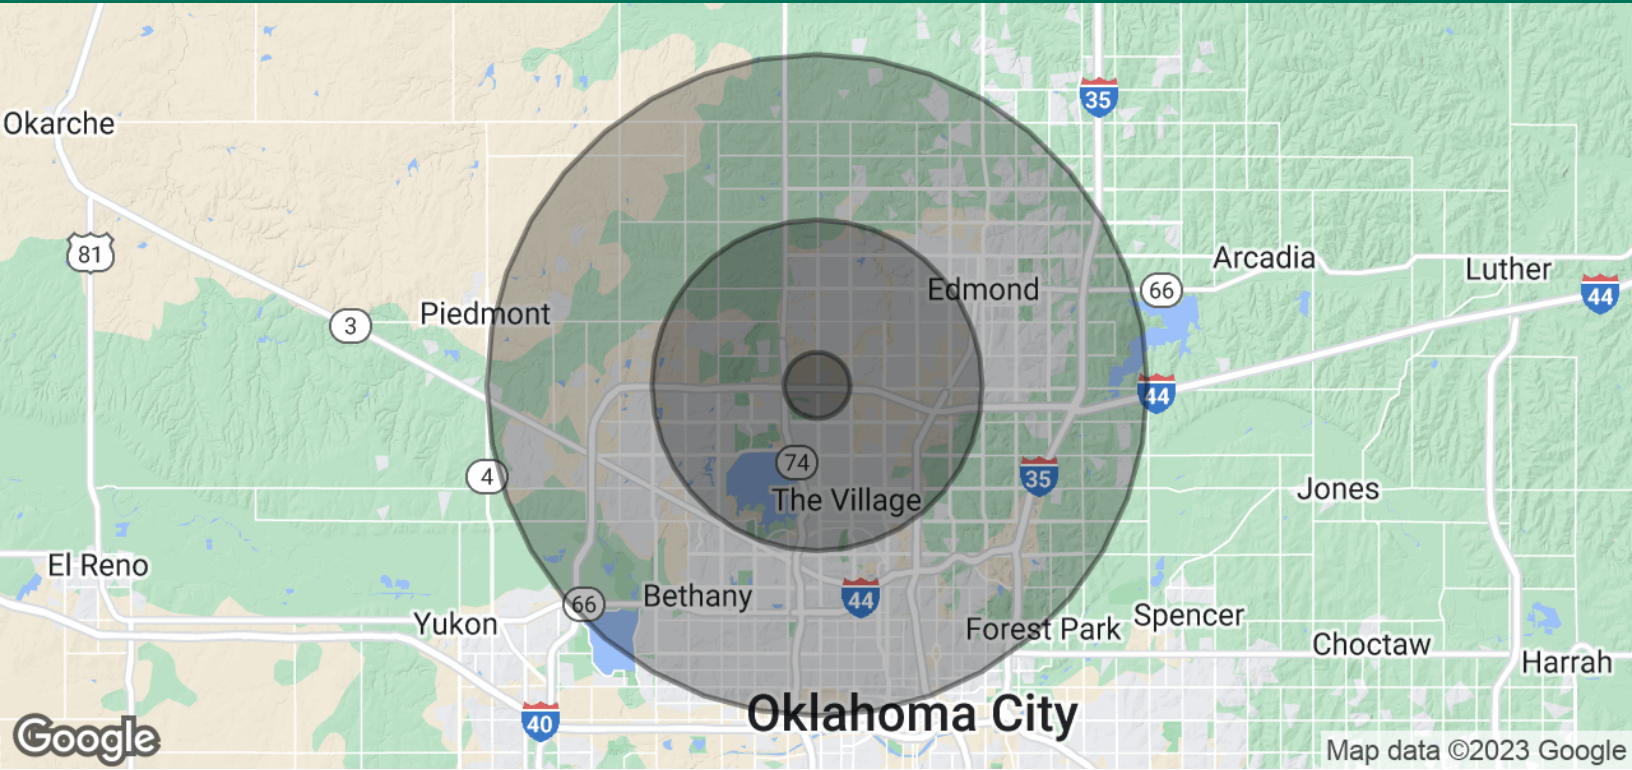 35
Okarche
81
Arcadia
Luther
Edmond
66
44
Piedmont
3
44
74
4
35
Jones
The Village
El Reno
66
Bethany
44
Yukon
Forest Park
Spencer
Choctaw
Harrah
Oklahoma City
40
Google
Map data ©2023 Google